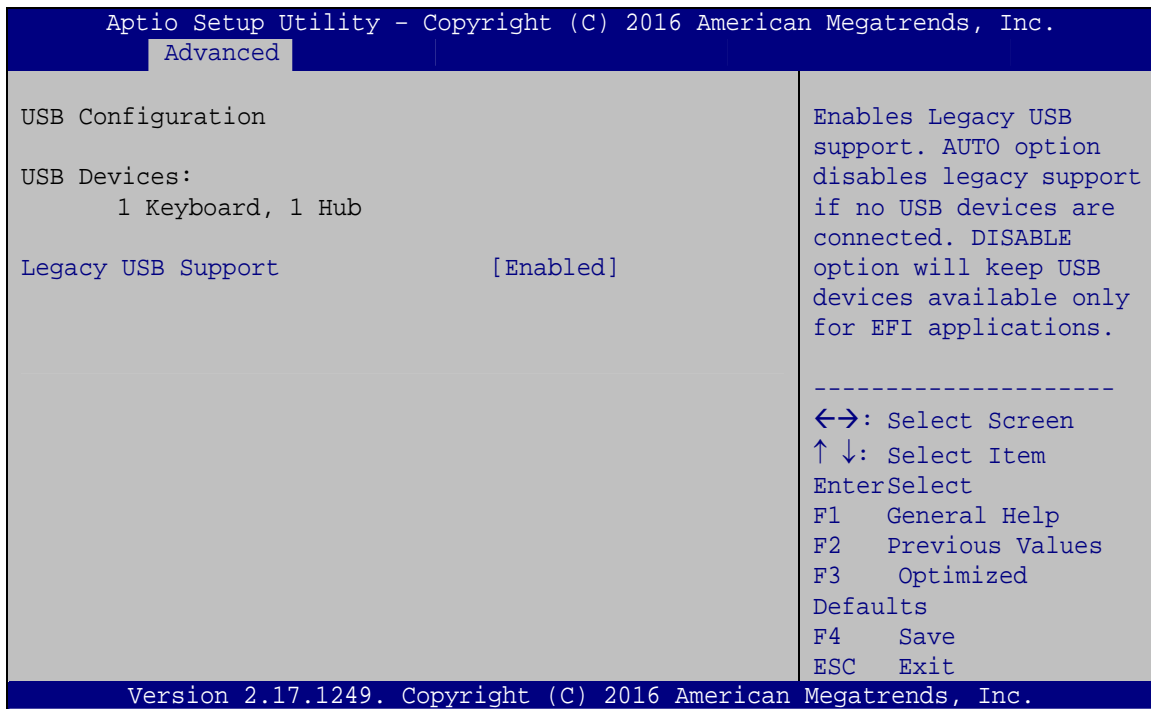 Aptio Setup Utility – Copyright (C) 2016 American Megatrends, Inc.
Advanced
USB Configuration
USB Devices:
1 Keyboard, 1 Hub
Legacy USB Support [Enabled]
Enables Legacy USB
support. AUTO option
disables legacy support
if no USB devices are
connected. DISABLE
option will keep USB
devices available only
for EFI applications.
---------------------
←→: Select Screen
↑ ↓: Select Item
EnterSelect
F1 General Help
F2 Previous Values
F3 Optimized
Defaults
F4 Save
ESC Exit
Version 2.17.1249. Copyright (C) 2016 American Megatrends, Inc.